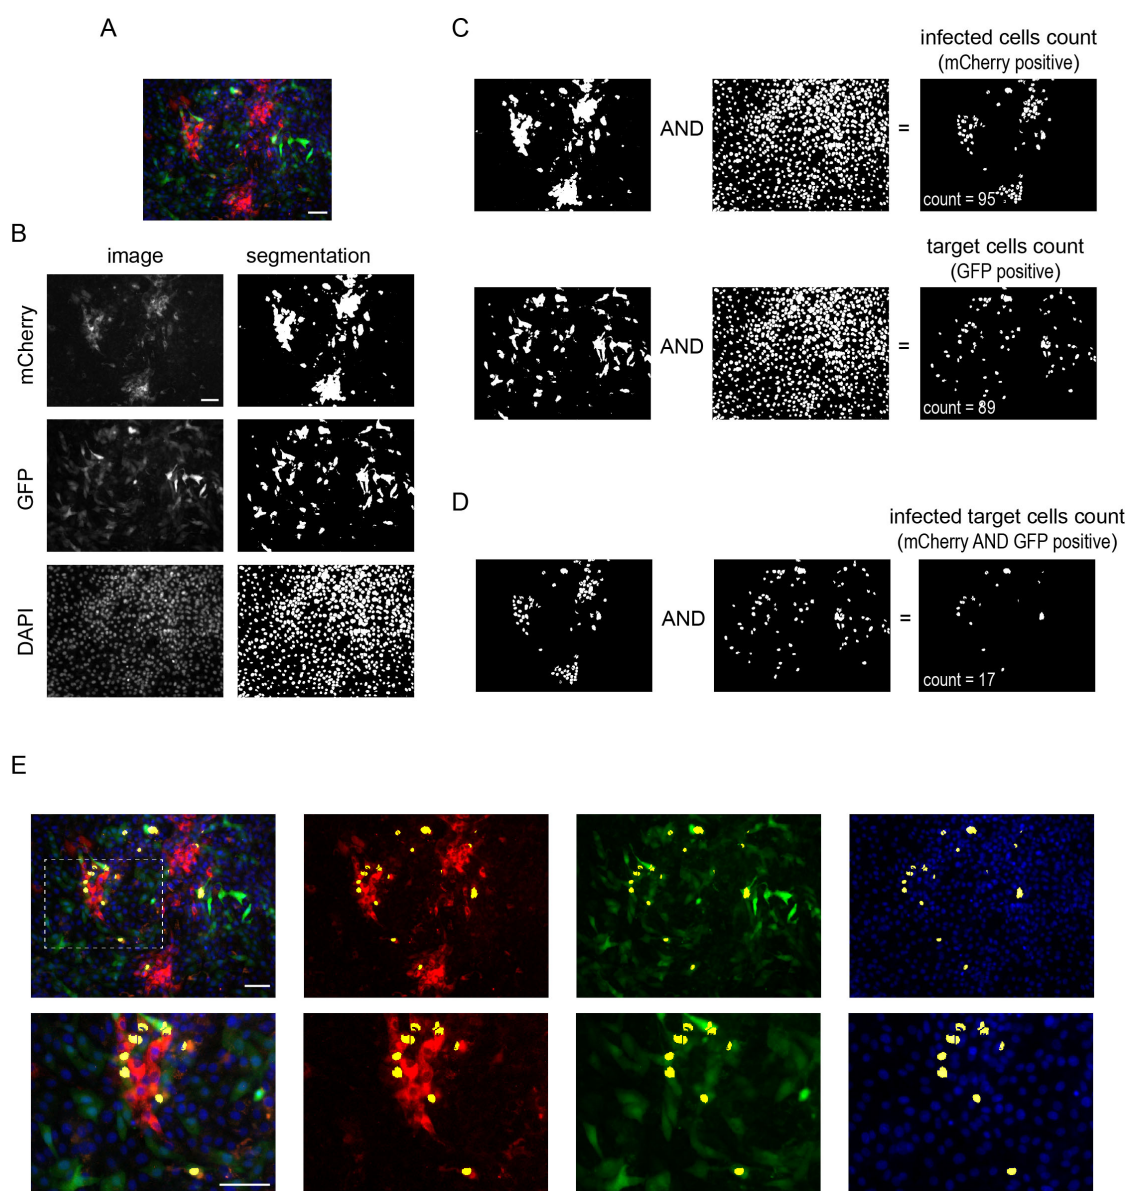 A
B
image
segmentation
mCherry
GFP
DAPI
C
infected cells count
(mCherry positive)
AND
=
count = 95
target cells count
(GFP positive)
AND
=
count = 89
D
infected target cells count
(mCherry AND GFP positive)
AND
=
count = 17
E